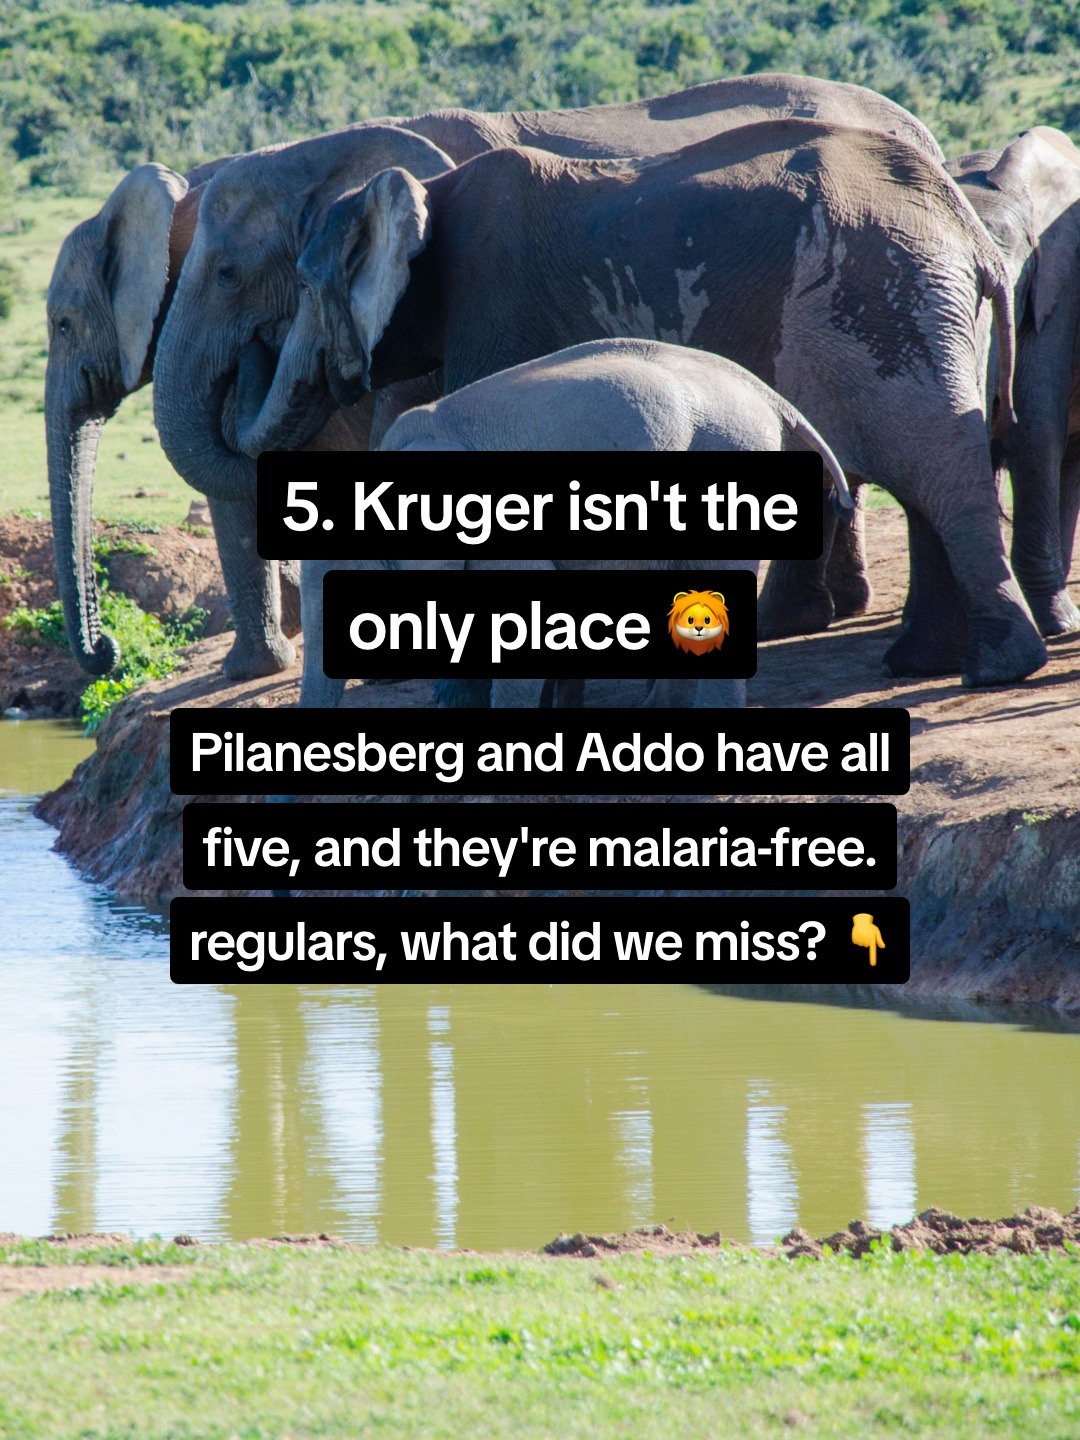 5. Kruger isn't the
only place 🦁
Pilanesberg and Addo have all
five, and they're malaria-free.
regulars, what did we miss? 👇